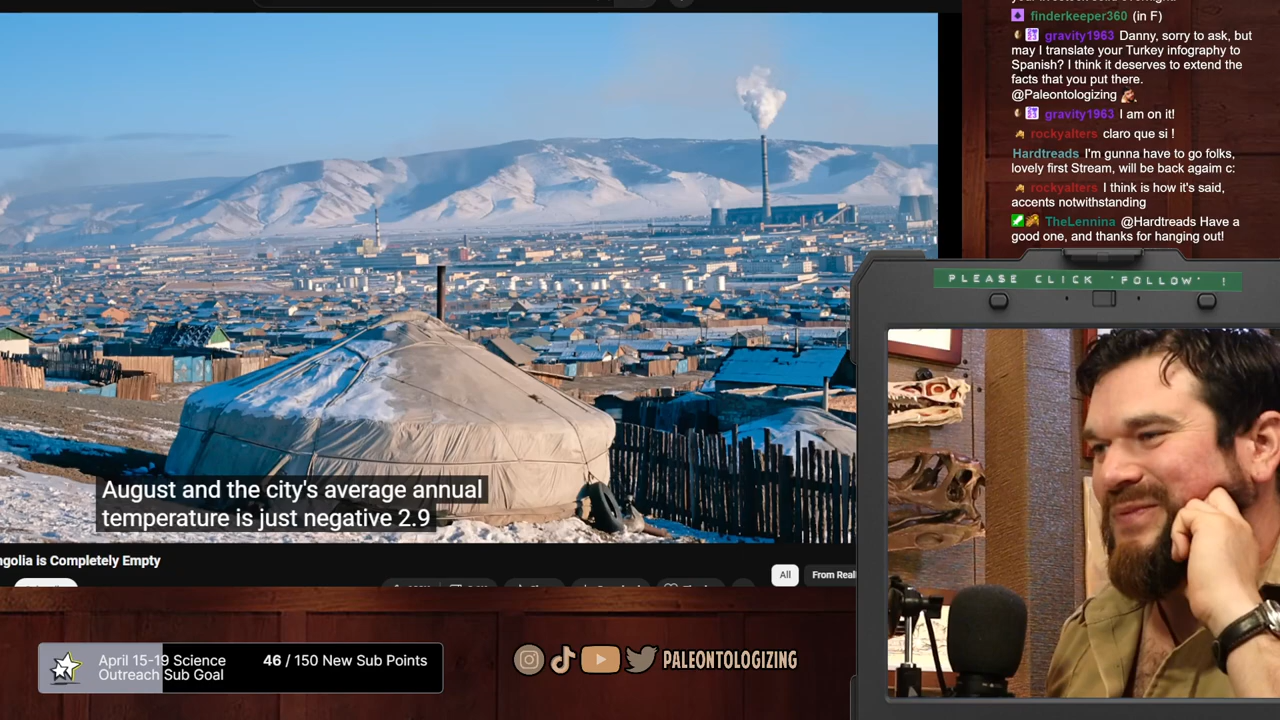 finderkeeper360 (in F)
gravity1963 Danny, sorry to ask, but
may I translate your Turkey infography to
Spanish? I think it deserves to extend the
facts that you put there.
@Paleontologizing
gravity1963 I am on it!
rockyalters claro que si !
Hardtreads I'm gunna have to go folks,
lovely first Stream, will be back agaim c:
rockyalters I think is how it's said,
accents notwithstanding
TheLennina @Hardtreads Have a
good one, and thanks for hanging out!
PLEASE CLICK "FOLLOW" !
August and the city's average annual
temperature is just negative 2.9
ngolia is Completely Empty
All From Real
April 15-19 Science
Outreach Sub Goal
46 / 150 New Sub Points
PALEONTOLOGIZING